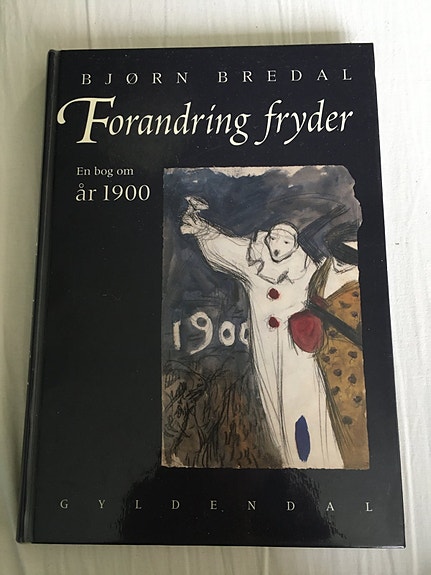 BJØRN BREDAL
Forandring fryder
En bog om
år 1900
1900
GYLDENDAL